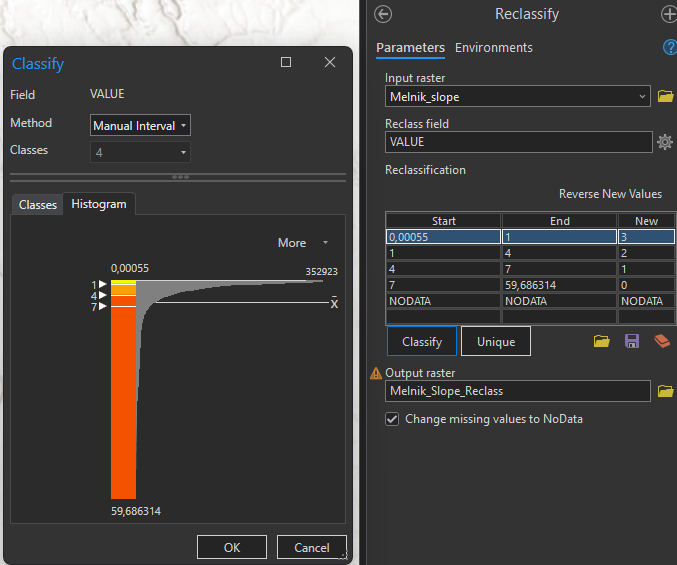 Classify
Field VALUE
Method Manual Interval
Classes 4
Classes Histogram
More
0,00055
352923
1
4
7
x̄
59,686314
OK Cancel
Reclassify
Parameters Environments
?
Input raster
Melnik_slope
Reclass field
VALUE
Reclassification
Reverse New Values
Start End New
0,00055 1 3
1 4 2
4 7 1
7 59,686314 0
NODATA NODATA NODATA
Classify Unique
Output raster
Melnik_Slope_Reclass
Change missing values to NoData